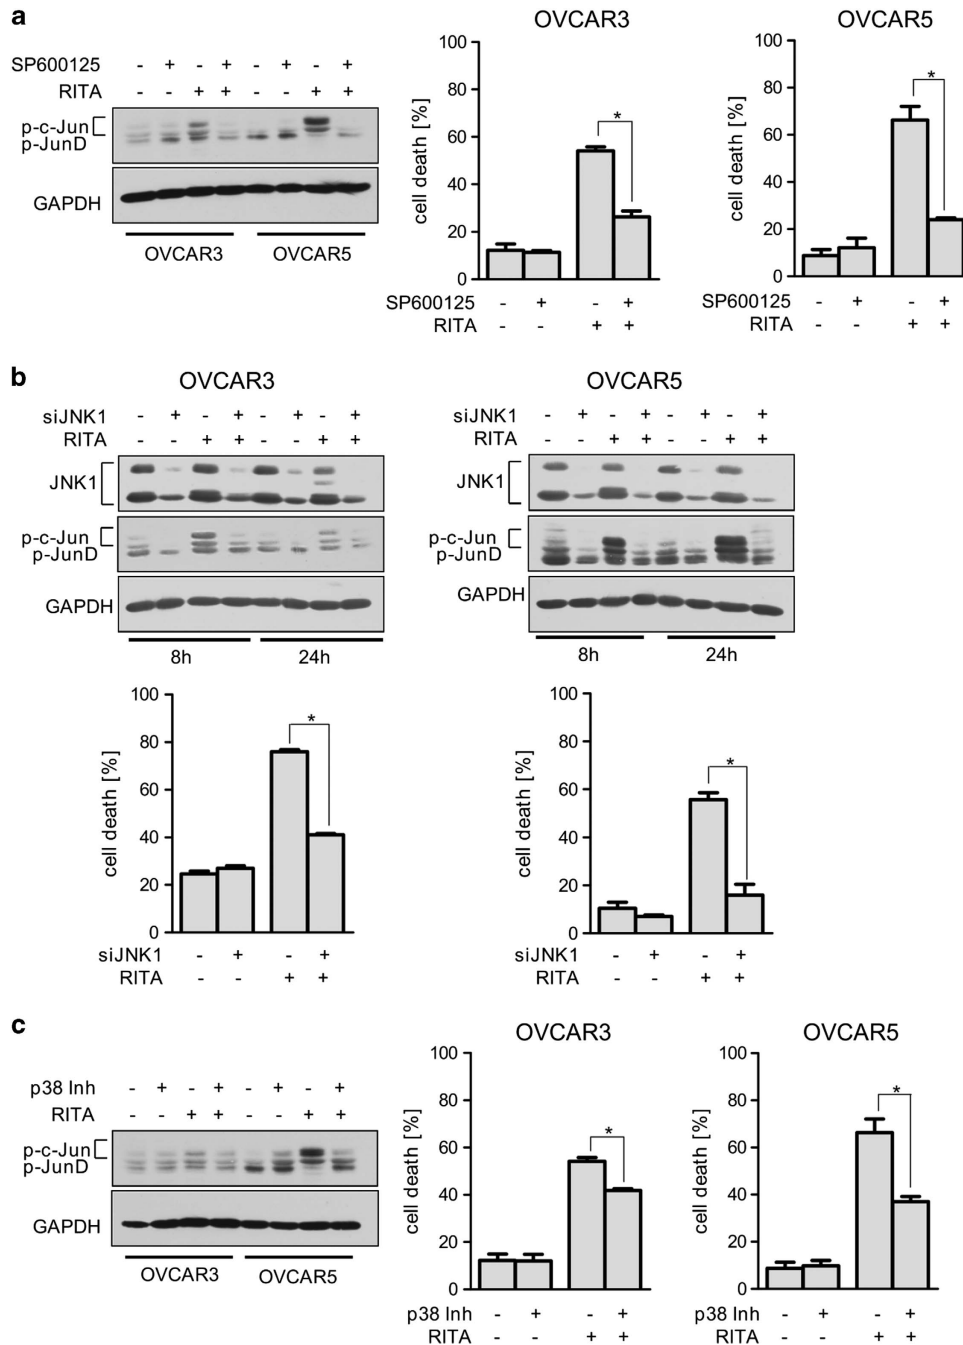 a
SP600125 - + - + - + - +
RITA - - + + - - + +
p-c-Jun
p-JunD
GAPDH
OVCAR3 OVCAR5
OVCAR3
cell death [%]
100
80
60
40
20
0
*
SP600125 - + - +
RITA - - + +
OVCAR5
cell death [%]
100
80
60
40
20
0
*
SP600125 - + - +
RITA - - + +
b
OVCAR3
siJNK1 - + - + - + - +
RITA - - + + - - + +
JNK1
p-c-Jun
p-JunD
GAPDH
8h 24h
OVCAR5
siJNK1 - + - + - + - +
RITA - - + + - - + +
JNK1
p-c-Jun
p-JunD
GAPDH
8h 24h
cell death [%]
100
80
60
40
20
0
*
siJNK1 - + - +
RITA - - + +
cell death [%]
100
80
60
40
20
0
*
siJNK1 - + - +
RITA - - + +
c
p38 Inh - + - + - + - +
RITA - - + + - - + +
p-c-Jun
p-JunD
GAPDH
OVCAR3 OVCAR5
OVCAR3
cell death [%]
100
80
60
40
20
0
*
p38 Inh - + - +
RITA - - + +
OVCAR5
cell death [%]
100
80
60
40
20
0
*
p38 Inh - + - +
RITA - - + +